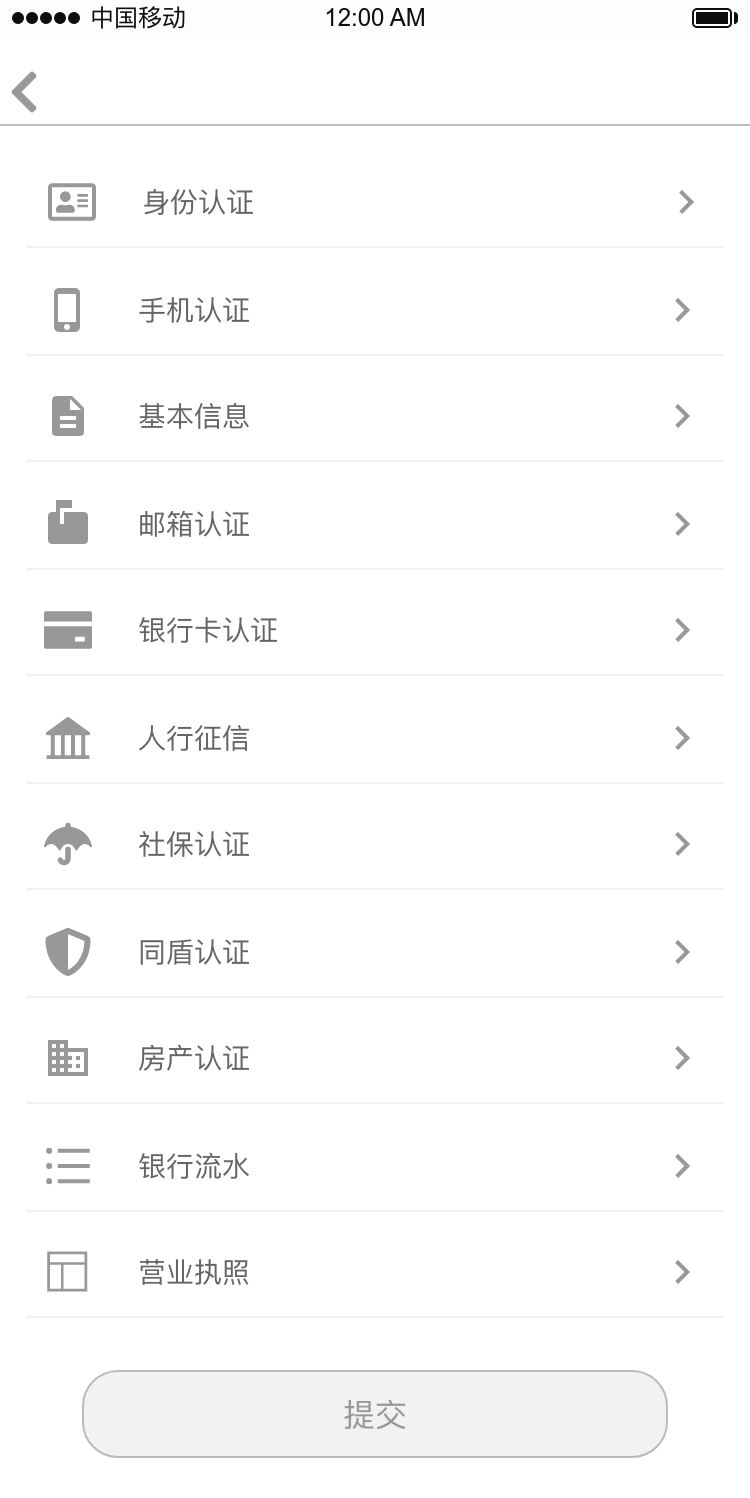 中国移动 12:00 AM
身份认证
手机认证
基本信息
邮箱认证
银行卡认证
人行征信
社保认证
同盾认证
房产认证
银行流水
营业执照
提交